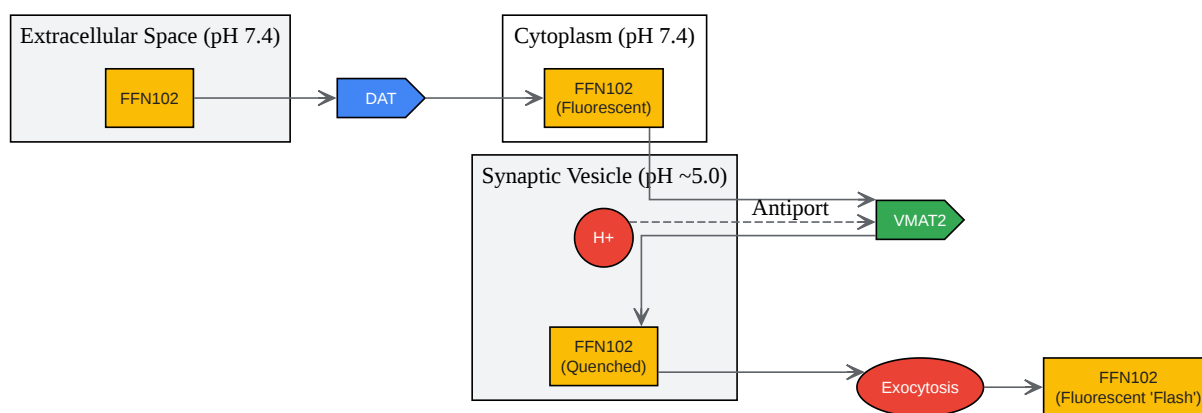 Extracellular Space (pH 7.4)
FFN102
DAT
Cytoplasm (pH 7.4)
FFN102
(Fluorescent)
Synaptic Vesicle (pH ~5.0)
H+
Antiport
VMAT2
FFN102
(Quenched)
Exocytosis
FFN102
(Fluorescent 'Flash')